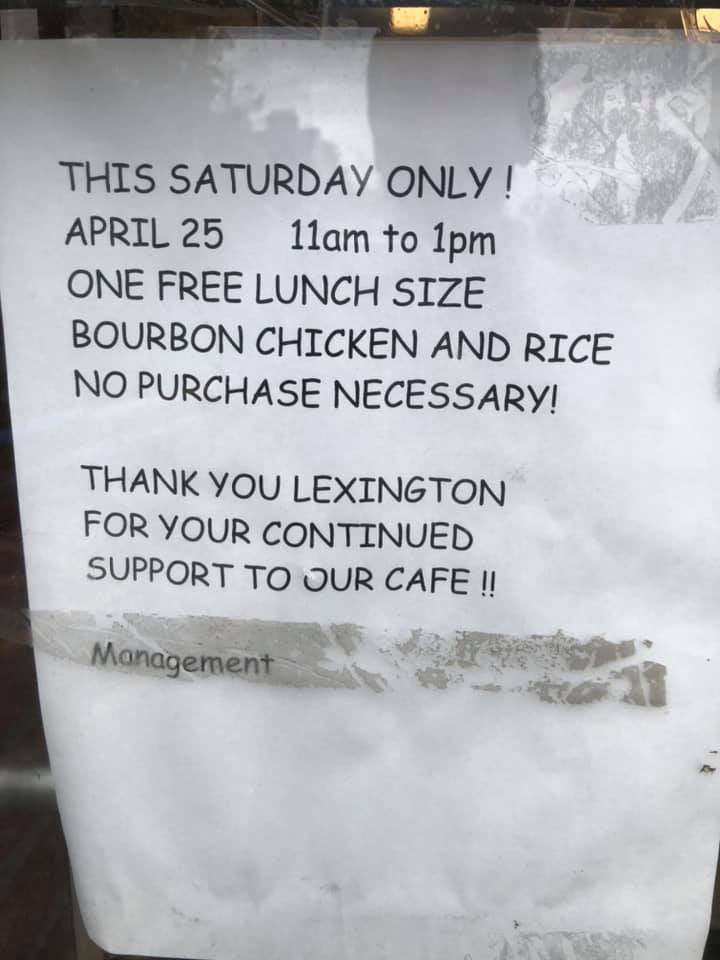 THIS SATURDAY ONLY !
APRIL 25 11am to 1pm
ONE FREE LUNCH SIZE
BOURBON CHICKEN AND RICE
NO PURCHASE NECESSARY!
THANK YOU LEXINGTON
FOR YOUR CONTINUED
SUPPORT TO OUR CAFE !!
Management